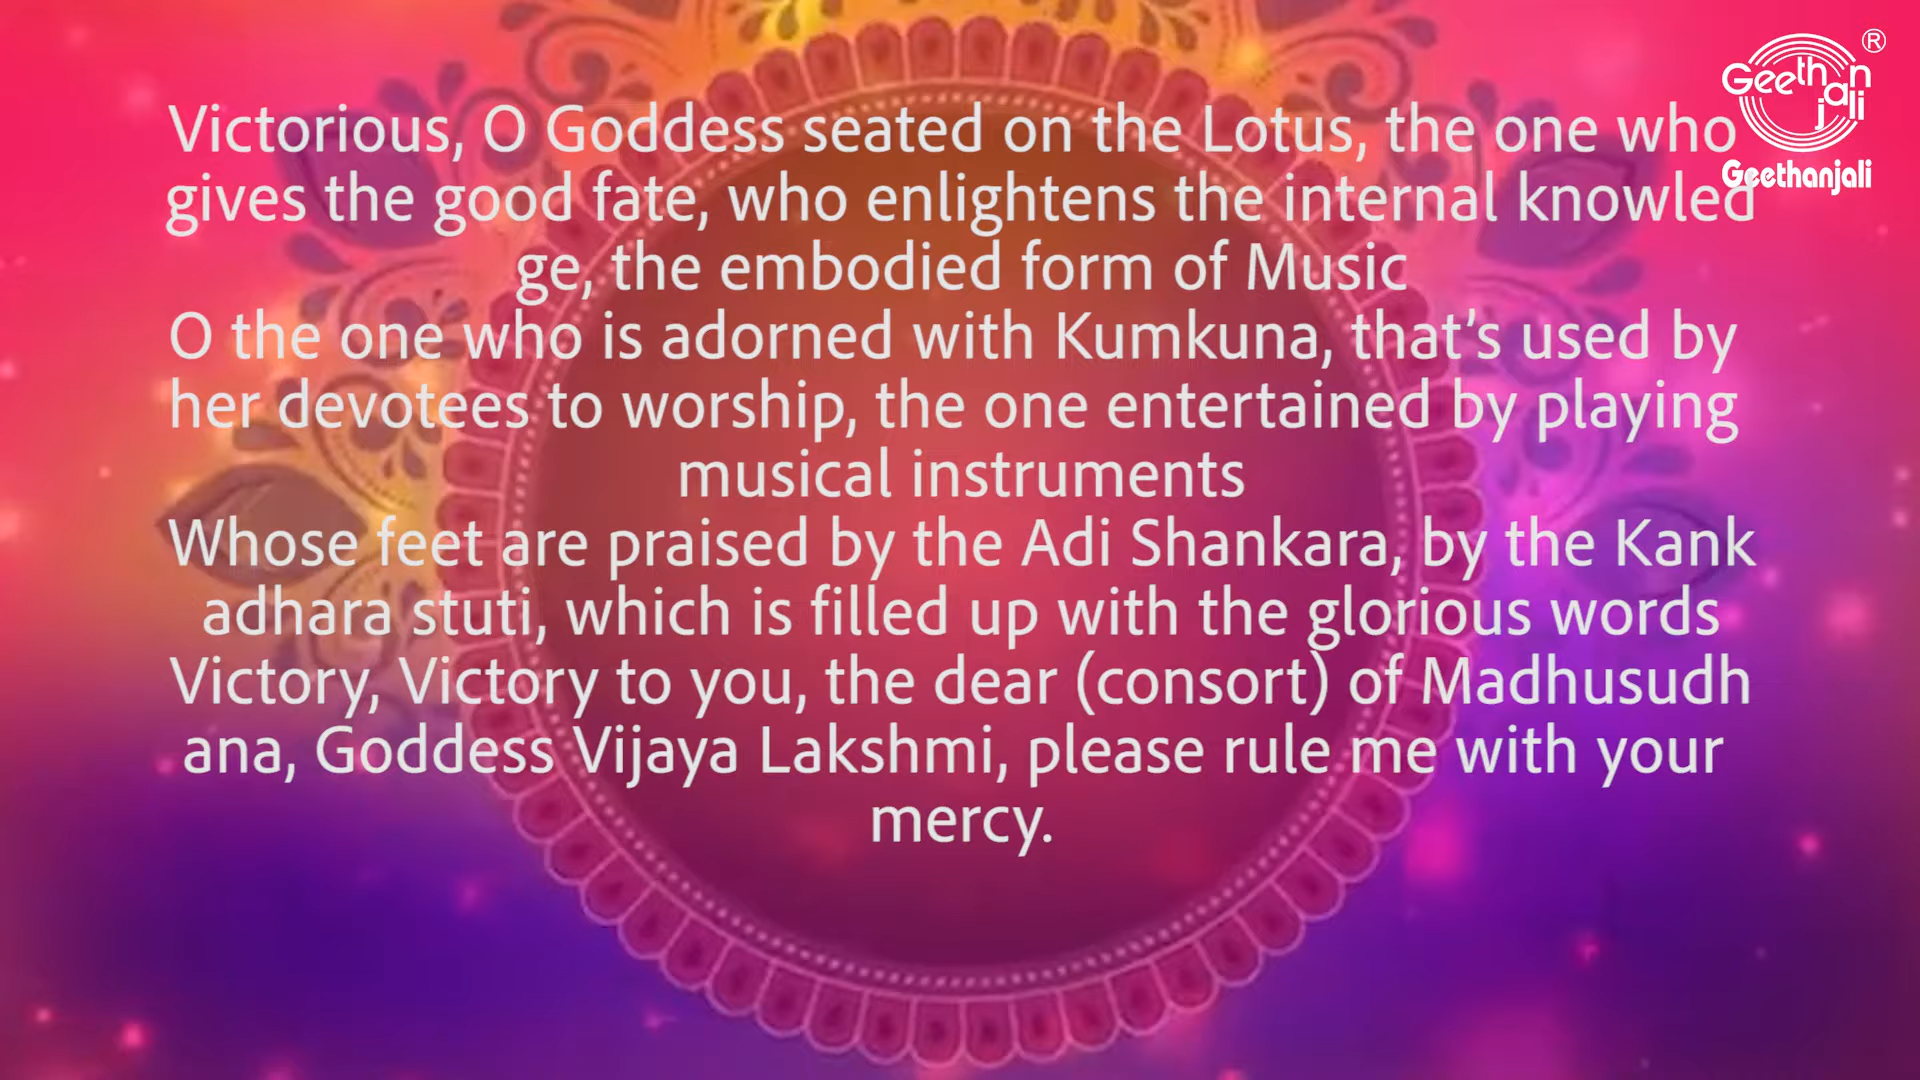 Victorious, O Goddess seated on the Lotus, the one who
gives the good fate, who enlightens the internal knowled
ge, the embodied form of Music
O the one who is adorned with Kumkuna, that’s used by
her devotees to worship, the one entertained by playing
musical instruments
Whose feet are praised by the Adi Shankara, by the Kank
adhara stuti, which is filled up with the glorious words
Victory, Victory to you, the dear (consort) of Madhusudh
ana, Goddess Vijaya Lakshmi, please rule me with your
mercy.
Geethanjali ®
Geethanjali